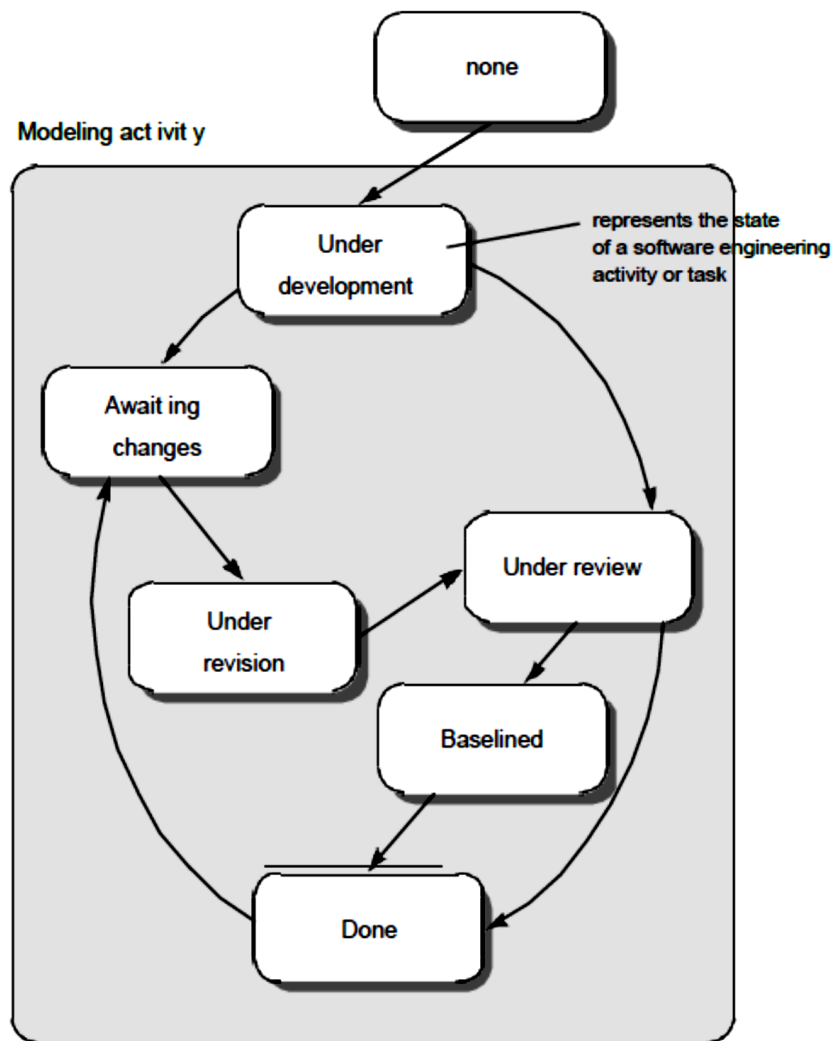 none
Modeling act ivit y
Under
development
represents the state
of a software engineering
activity or task
Await ing
changes
Under review
Under
revision
Baselined
Done